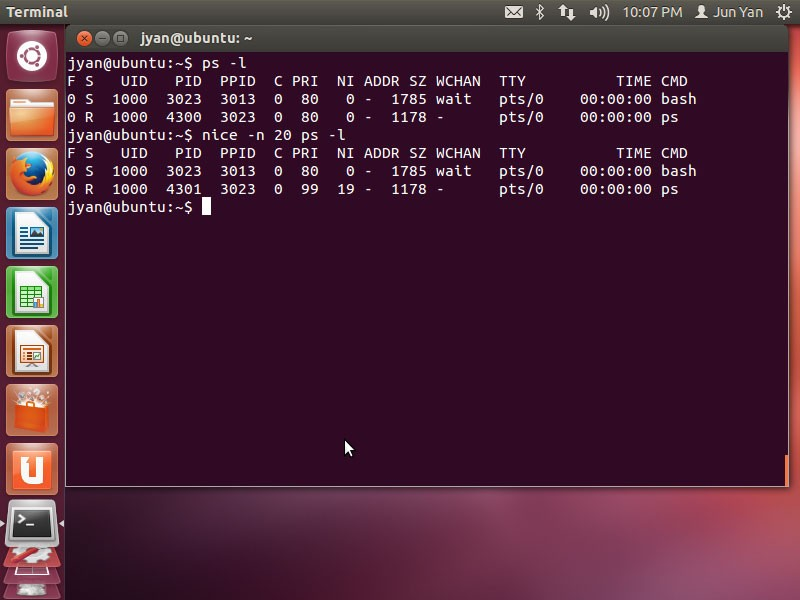 Terminal 10:07 PM Jun Yan
jyan@ubuntu: ~
jyan@ubuntu:~$ ps -l
F S   UID   PID  PPID  C PRI  NI ADDR SZ WCHAN  TTY          TIME CMD
0 S  1000  3023  3013  0  80   0 -  1785 wait   pts/0    00:00:00 bash
0 R  1000  4300  3023  0  80   0 -  1178 -      pts/0    00:00:00 ps
jyan@ubuntu:~$ nice -n 20 ps -l
F S   UID   PID  PPID  C PRI  NI ADDR SZ WCHAN  TTY          TIME CMD
0 S  1000  3023  3013  0  80   0 -  1785 wait   pts/0    00:00:00 bash
0 R  1000  4301  3023  0  99  19 -  1178 -      pts/0    00:00:00 ps
jyan@ubuntu:~$